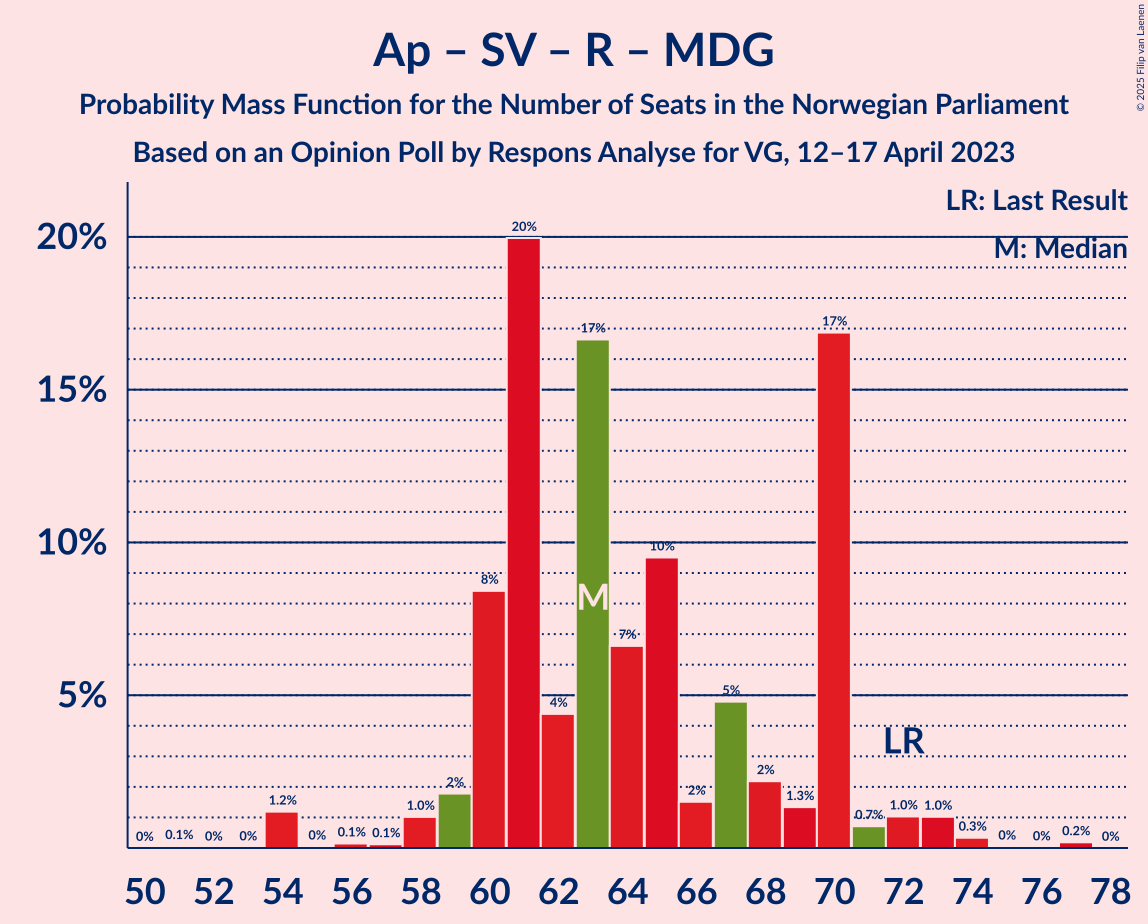 Ap – SV – R – MDG
Probability Mass Function for the Number of Seats in the Norwegian Parliament
Based on an Opinion Poll by Respons Analyse for VG, 12–17 April 2023
© 2025 Filip van Laenen
LR: Last Result
M: Median
20%
15%
10%
5%
0% 0.1% 0% 0% 1.2% 0% 0.1% 0.1% 1.0% 2% 8% 20% 4% 17% 7% 10% 2% 5% 2% 1.3% 17% 0.7% 1.0% 1.0% 0.3% 0% 0% 0.2% 0%
M
LR
50 52 54 56 58 60 62 64 66 68 70 72 74 76 78